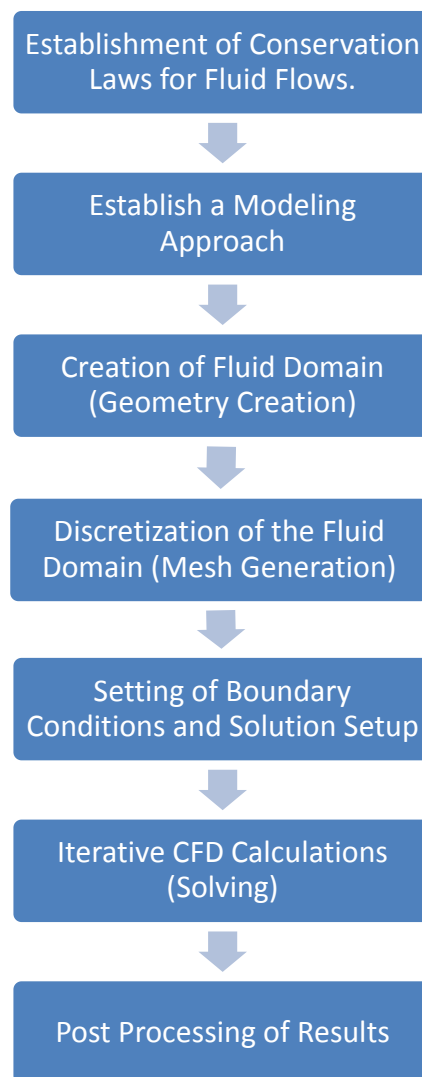 Establishment of Conservation
Laws for Fluid Flows.
Establish a Modeling
Approach
Creation of Fluid Domain
(Geometry Creation)
Discretization of the Fluid
Domain (Mesh Generation)
Setting of Boundary
Conditions and Solution Setup
Iterative CFD Calculations
(Solving)
Post Processing of Results